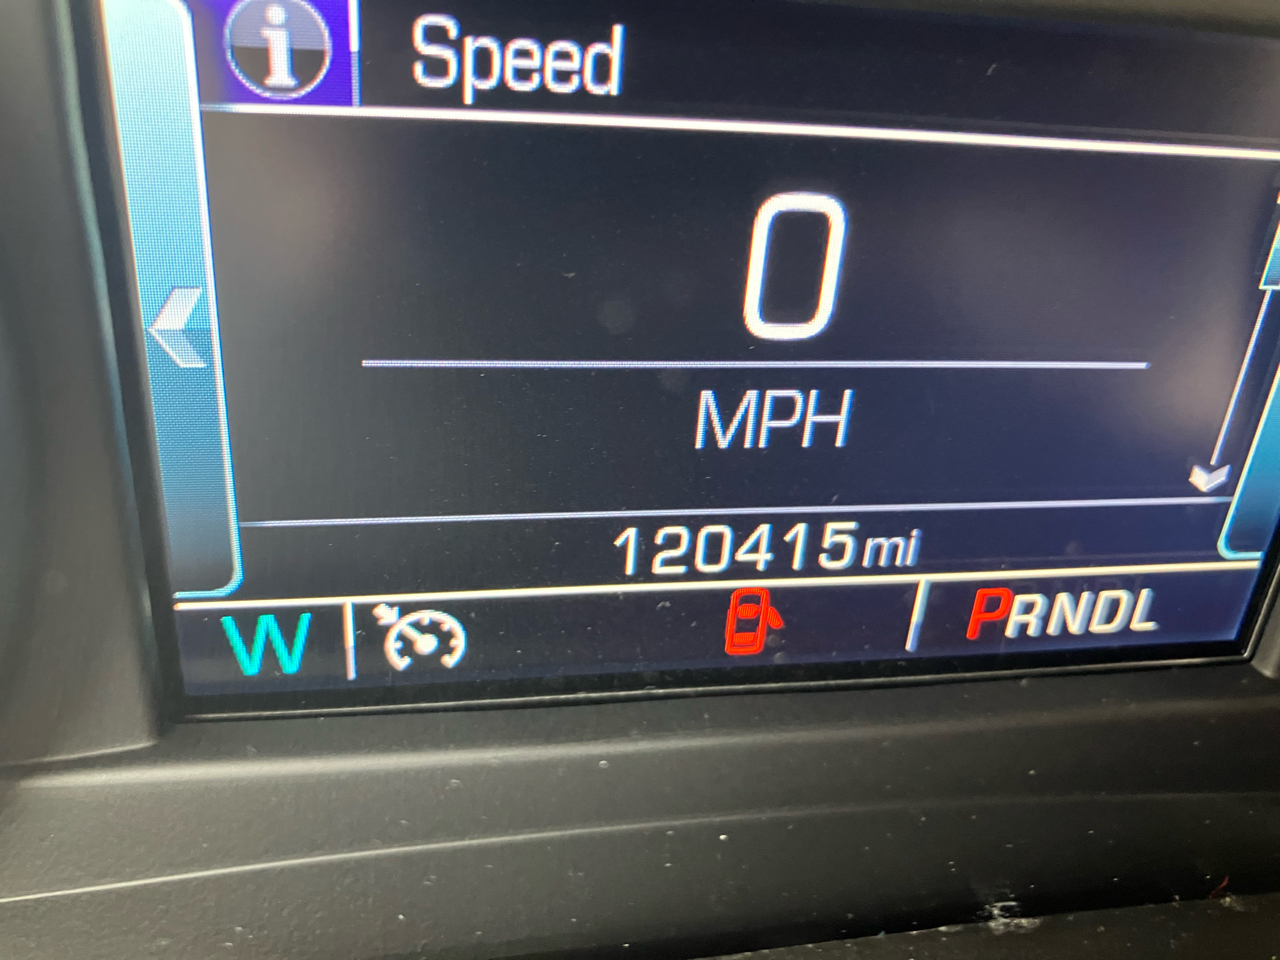 i Speed
0
MPH
120415mi
W PRNDL